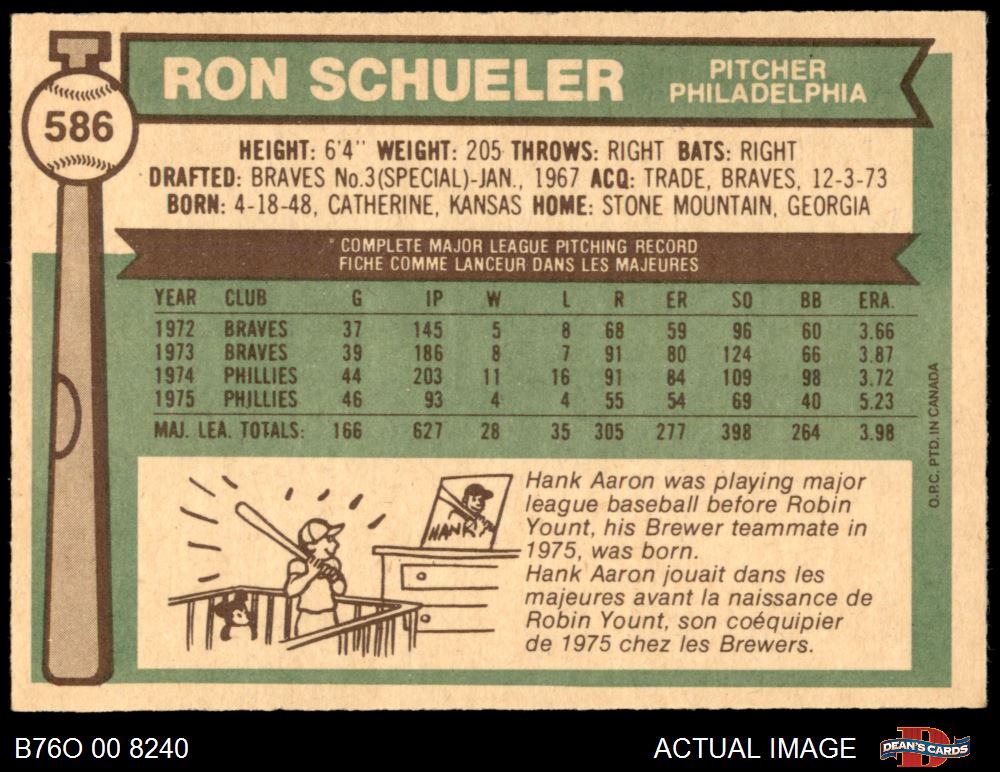 586
RON SCHUELER
PITCHER
PHILADELPHIA
HEIGHT: 6'4" WEIGHT: 205 THROWS: RIGHT BATS: RIGHT
DRAFTED: BRAVES No.3(SPECIAL)-JAN., 1967 ACQ: TRADE, BRAVES, 12-3-73
BORN: 4-18-48, CATHERINE, KANSAS HOME: STONE MOUNTAIN, GEORGIA
COMPLETE MAJOR LEAGUE PITCHING RECORD
FICHE COMME LANCEUR DANS LES MAJEURES
YEAR CLUB G IP W L R ER SO BB ERA.
1972 BRAVES 37 145 5 8 68 59 96 60 3.66
1973 BRAVES 39 186 8 7 91 80 124 66 3.87
1974 PHILLIES 44 203 11 16 91 84 109 98 3.72
1975 PHILLIES 46 93 4 4 55 54 69 40 5.23
MAJ. LEA. TOTALS: 166 627 28 35 305 277 398 264 3.98
O.P.C. PTD. IN CANADA
HANK
Hank Aaron was playing major
league baseball before Robin
Yount, his Brewer teammate in
1975, was born.
Hank Aaron jouait dans les
majeures avant la naissance de
Robin Yount, son coéquipier
de 1975 chez les Brewers.
B76O 00 8240
ACTUAL IMAGE
DEAN'S CARDS